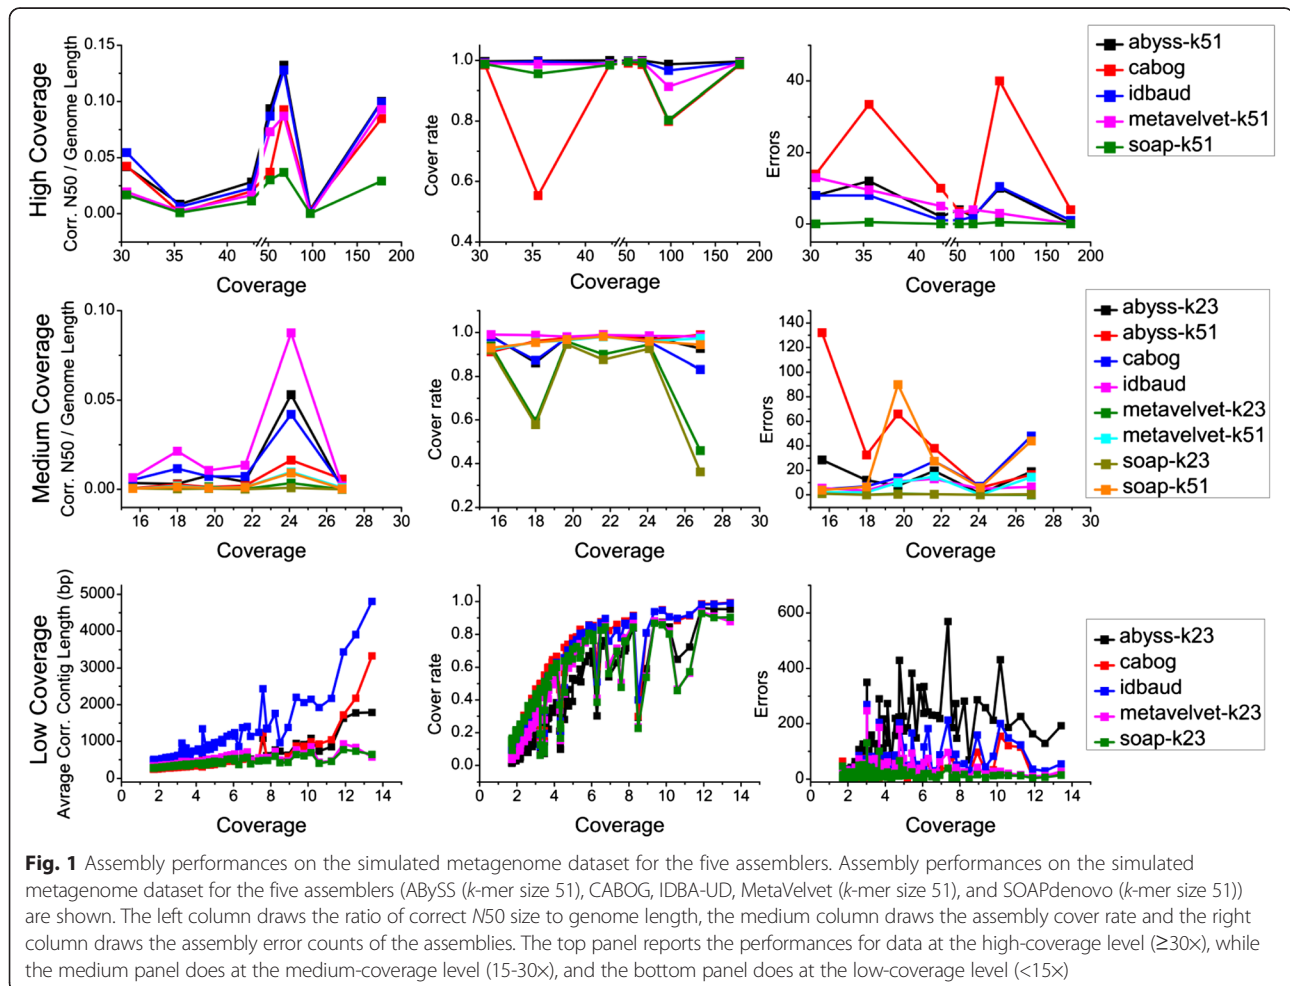 High Coverage
Corr. N50 / Genome Length
0.15
0.10
0.05
0.00
30 35 40 50 100 150 200
Coverage
Cover rate
1.0
0.8
0.6
0.4
30 35 40 50 100 150 200
Coverage
Errors
40
20
0
30 35 40 50 100 150 200
Coverage
abyss-k51
cabog
idbaud
metavelvet-k51
soap-k51
Medium Coverage
Corr. N50 / Genome Length
0.10
0.05
0.00
16 18 20 22 24 26 28 30
Coverage
Cover rate
1.0
0.8
0.6
0.4
0.2
16 18 20 22 24 26 28 30
Coverage
Errors
140
120
100
80
60
40
20
0
16 18 20 22 24 26 28 30
Coverage
abyss-k23
abyss-k51
cabog
idbaud
metavelvet-k23
metavelvet-k51
soap-k23
soap-k51
Low Coverage
Avrage Corr. Contig Length (bp)
5000
4000
3000
2000
1000
0
0 2 4 6 8 10 12 14
Coverage
Cover rate
1.0
0.8
0.6
0.4
0.2
0.0
0 2 4 6 8 10 12 14
Coverage
Errors
600
400
200
0
0 2 4 6 8 10 12 14
Coverage
abyss-k23
cabog
idbaud
metavelvet-k23
soap-k23
Fig. 1 Assembly performances on the simulated metagenome dataset for the five assemblers. Assembly performances on the simulated
metagenome dataset for the five assemblers (ABySS (k-mer size 51), CABOG, IDBA-UD, MetaVelvet (k-mer size 51), and SOAPdenovo (k-mer size 51))
are shown. The left column draws the ratio of correct N50 size to genome length, the medium column draws the assembly cover rate and the right
column draws the assembly error counts of the assemblies. The top panel reports the performances for data at the high-coverage level (≥30×), while
the medium panel does at the medium-coverage level (15-30×), and the bottom panel does at the low-coverage level (<15×)